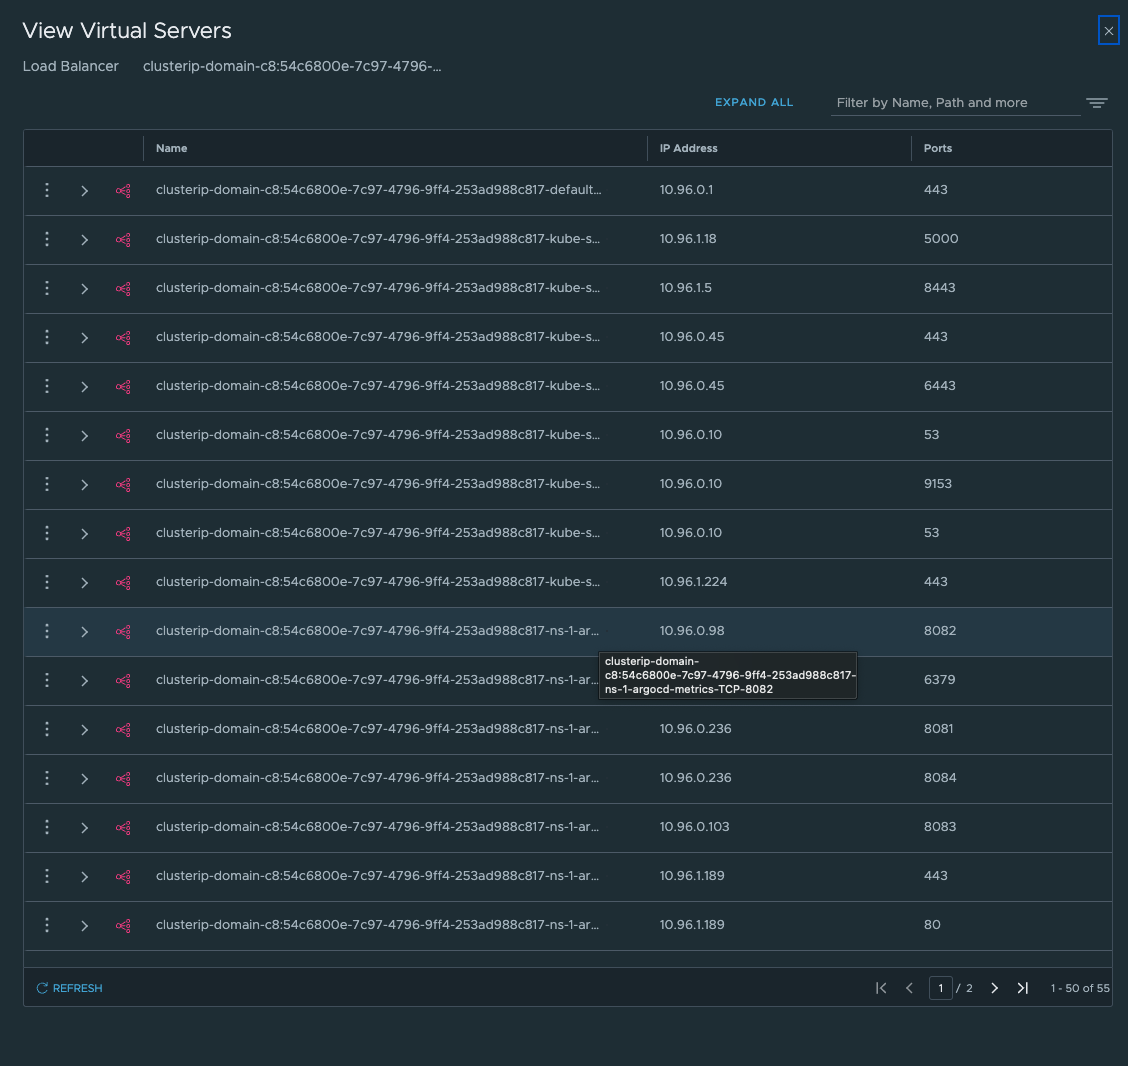 View Virtual Servers
Load Balancer clusterip-domain-c8:54c6800e-7c97-4796-...
EXPAND ALL Filter by Name, Path and more
Name IP Address Ports
clusterip-domain-c8:54c6800e-7c97-4796-9ff4-253ad988c817-default... 10.96.0.1 443
clusterip-domain-c8:54c6800e-7c97-4796-9ff4-253ad988c817-kube-s... 10.96.1.18 5000
clusterip-domain-c8:54c6800e-7c97-4796-9ff4-253ad988c817-kube-s... 10.96.1.5 8443
clusterip-domain-c8:54c6800e-7c97-4796-9ff4-253ad988c817-kube-s... 10.96.0.45 443
clusterip-domain-c8:54c6800e-7c97-4796-9ff4-253ad988c817-kube-s... 10.96.0.45 6443
clusterip-domain-c8:54c6800e-7c97-4796-9ff4-253ad988c817-kube-s... 10.96.0.10 53
clusterip-domain-c8:54c6800e-7c97-4796-9ff4-253ad988c817-kube-s... 10.96.0.10 9153
clusterip-domain-c8:54c6800e-7c97-4796-9ff4-253ad988c817-kube-s... 10.96.0.10 53
clusterip-domain-c8:54c6800e-7c97-4796-9ff4-253ad988c817-kube-s... 10.96.1.224 443
clusterip-domain-c8:54c6800e-7c97-4796-9ff4-253ad988c817-ns-1-ar... 10.96.0.98 8082
clusterip-domain-
c8:54c6800e-7c97-4796-9ff4-253ad988c817-
ns-1-argocd-metrics-TCP-8082
clusterip-domain-c8:54c6800e-7c97-4796-9ff4-253ad988c817-ns-1-ar... 6379
clusterip-domain-c8:54c6800e-7c97-4796-9ff4-253ad988c817-ns-1-ar... 10.96.0.236 8081
clusterip-domain-c8:54c6800e-7c97-4796-9ff4-253ad988c817-ns-1-ar... 10.96.0.236 8084
clusterip-domain-c8:54c6800e-7c97-4796-9ff4-253ad988c817-ns-1-ar... 10.96.0.103 8083
clusterip-domain-c8:54c6800e-7c97-4796-9ff4-253ad988c817-ns-1-ar... 10.96.1.189 443
clusterip-domain-c8:54c6800e-7c97-4796-9ff4-253ad988c817-ns-1-ar... 10.96.1.189 80
REFRESH 1 / 2 1 - 50 of 55